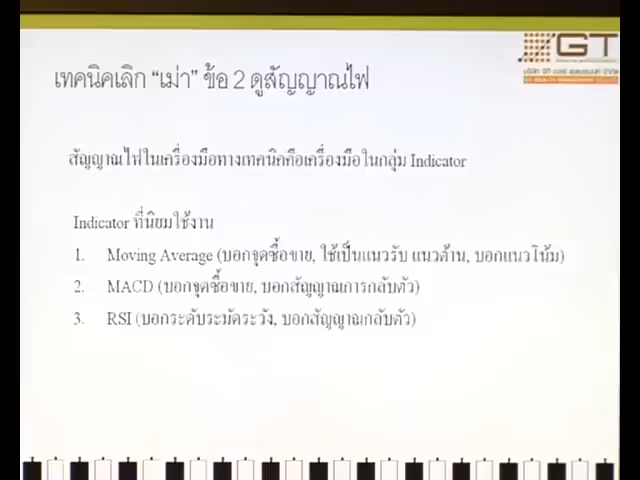 GT
เทคนิคเลิก “เม่า” ข้อ 2 ดูสัญญาณไฟ
สัญญาณไฟในเครื่องมือทางเทคนิคคือเครื่องมือในกลุ่ม Indicator
Indicator ที่นิยมใช้งาน
1. Moving Average (บอกจุดซื้อขาย, ใช้เป็นแนวรับ แนวต้าน, บอกแนวโน้ม)
2. MACD (บอกจุดซื้อขาย, บอกสัญญาณการกลับตัว)
3. RSI (บอกระดับระมัดระวัง, บอกสัญญาณกลับตัว)